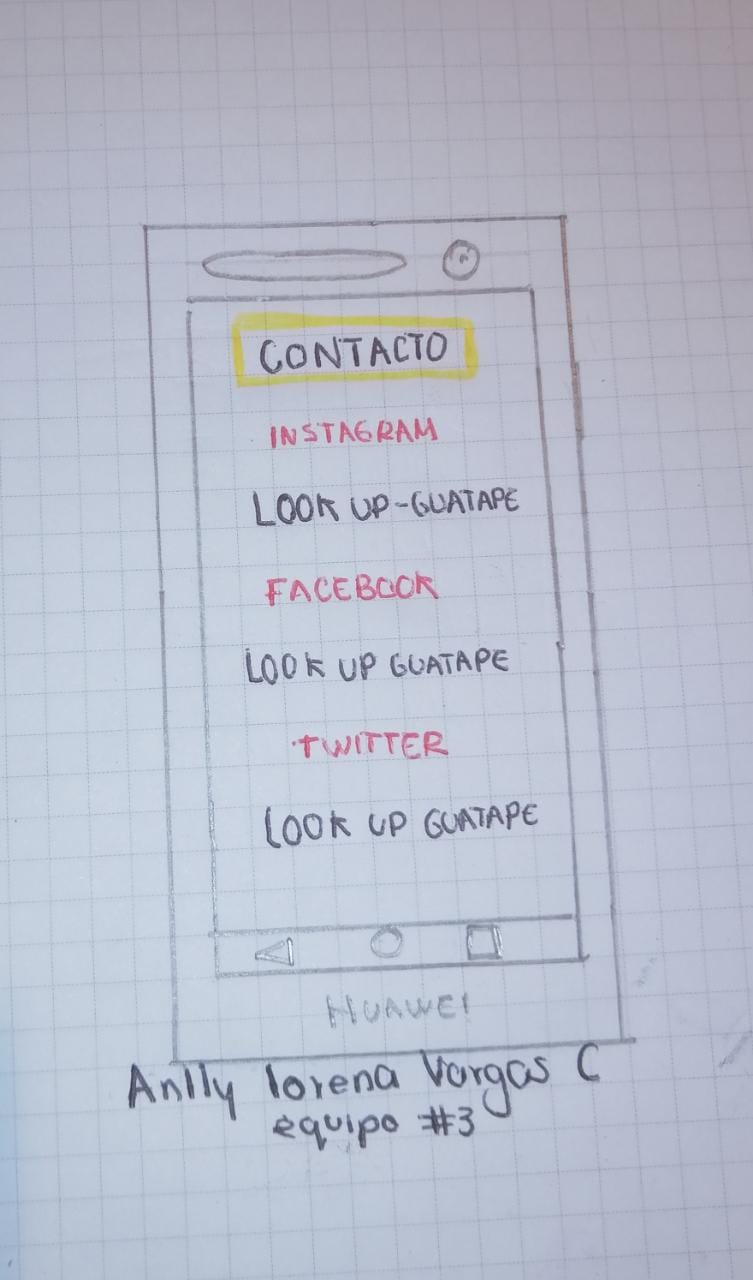 CONTACTO
INSTAGRAM
LOOK UP-GUATAPE
FACEBOOK
LOOK UP GUATAPE
TWITTER
LOOK UP GUATAPE
HUAWEI
Anlly lorena Vargas C
equipo #3